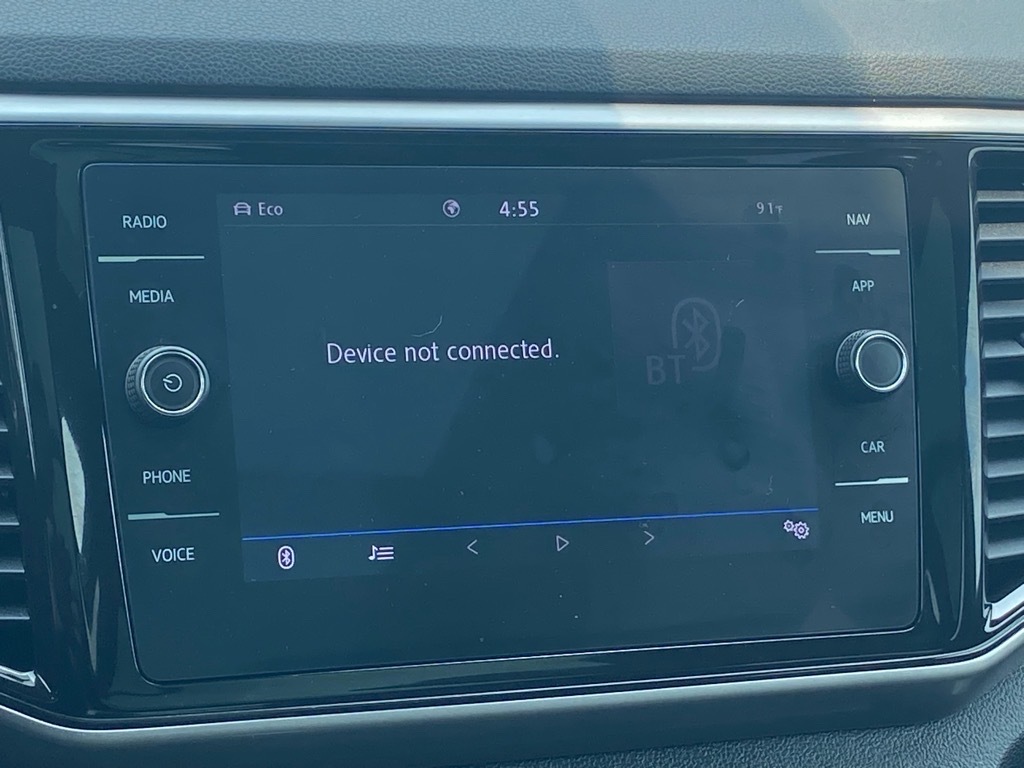 RADIO
MEDIA
PHONE
VOICE
Eco
4:55
91°F
Device not connected.
BT
NAV
APP
CAR
MENU